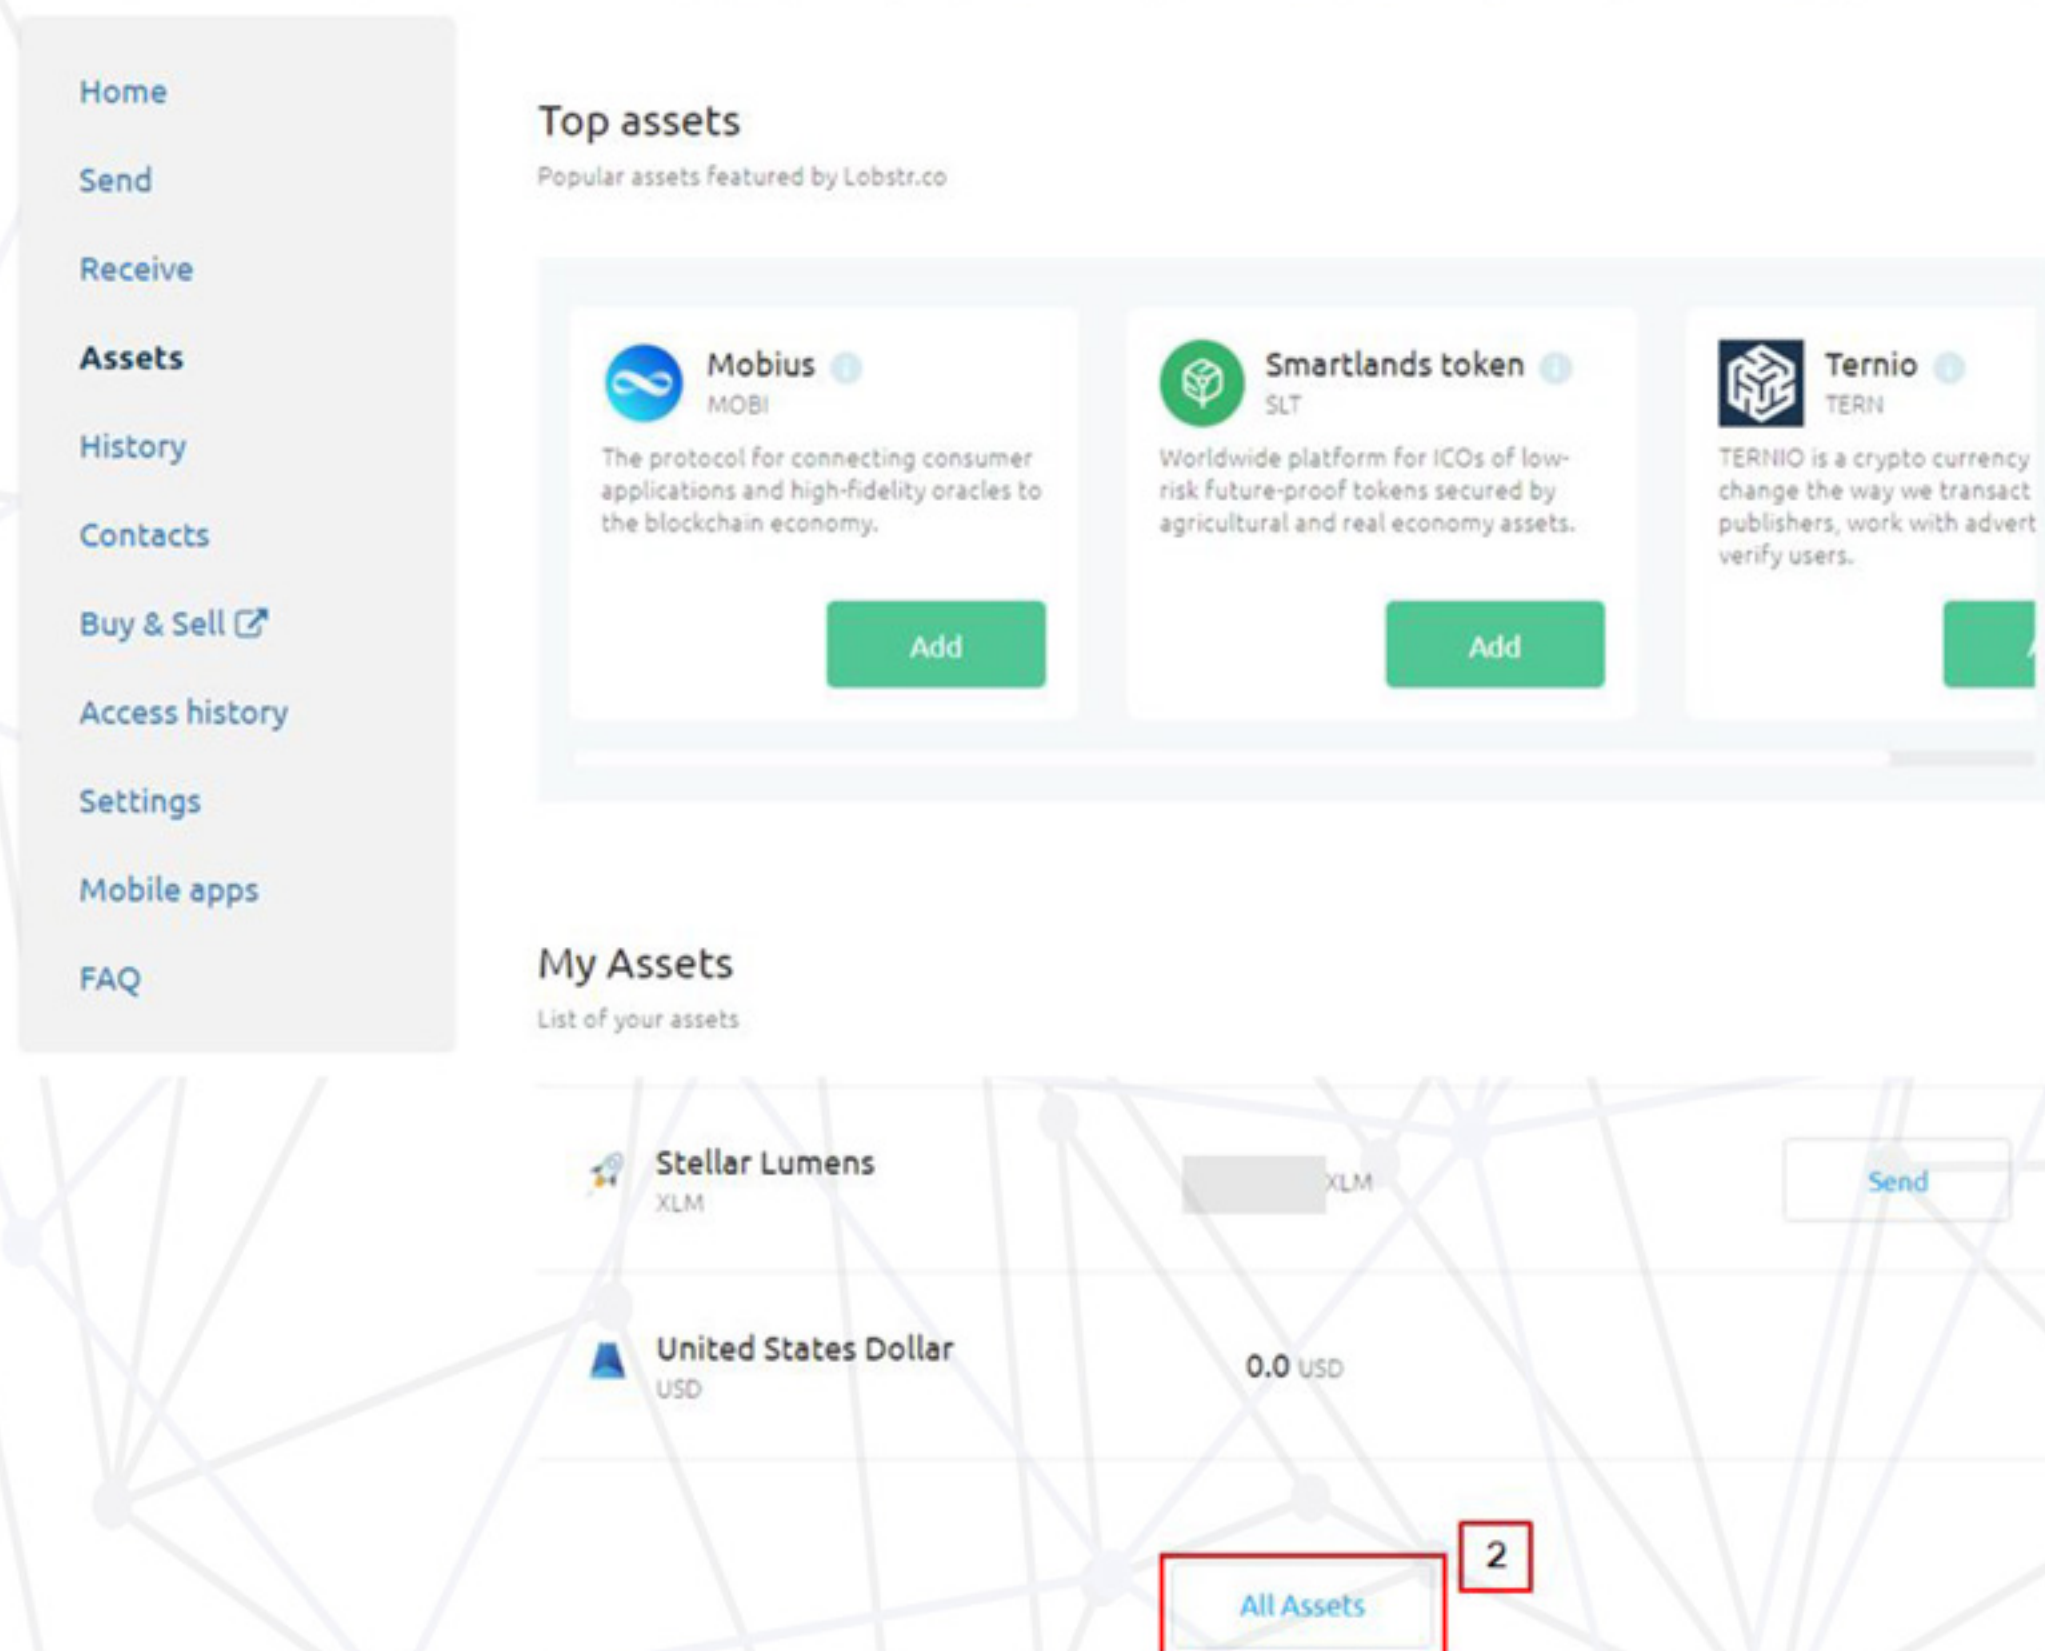 Home
Send
Receive
Assets
History
Contacts
Buy & Sell
Access history
Settings
Mobile apps
FAQ
Top assets
Popular assets featured by Lobstr.co
Mobius
MOBI
The protocol for connecting consumer
applications and high-fidelity oracles to
the blockchain economy.
Add
Smartlands token
SLT
Worldwide platform for ICOs of low-
risk future-proof tokens secured by
agricultural and real economy assets.
Add
Ternio
TERN
TERNIO is a crypto currency
change the way we transact
publishers, work with advert
verify users.
My Assets
List of your assets
Stellar Lumens
XLM
XLM
Send
United States Dollar
USD
0.0 USD
2
All Assets